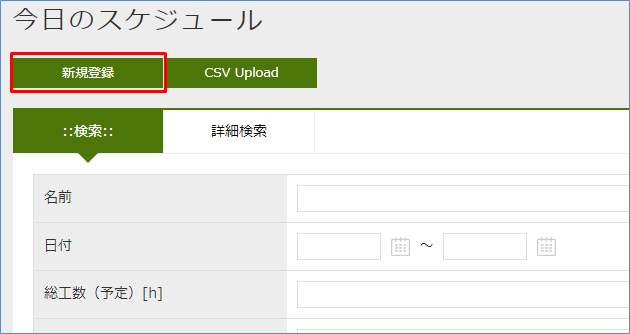 今日のスケジュール
新規登録 CSV Upload
::検索:: 詳細検索
名前
日付 ～
総工数（予定）[h]